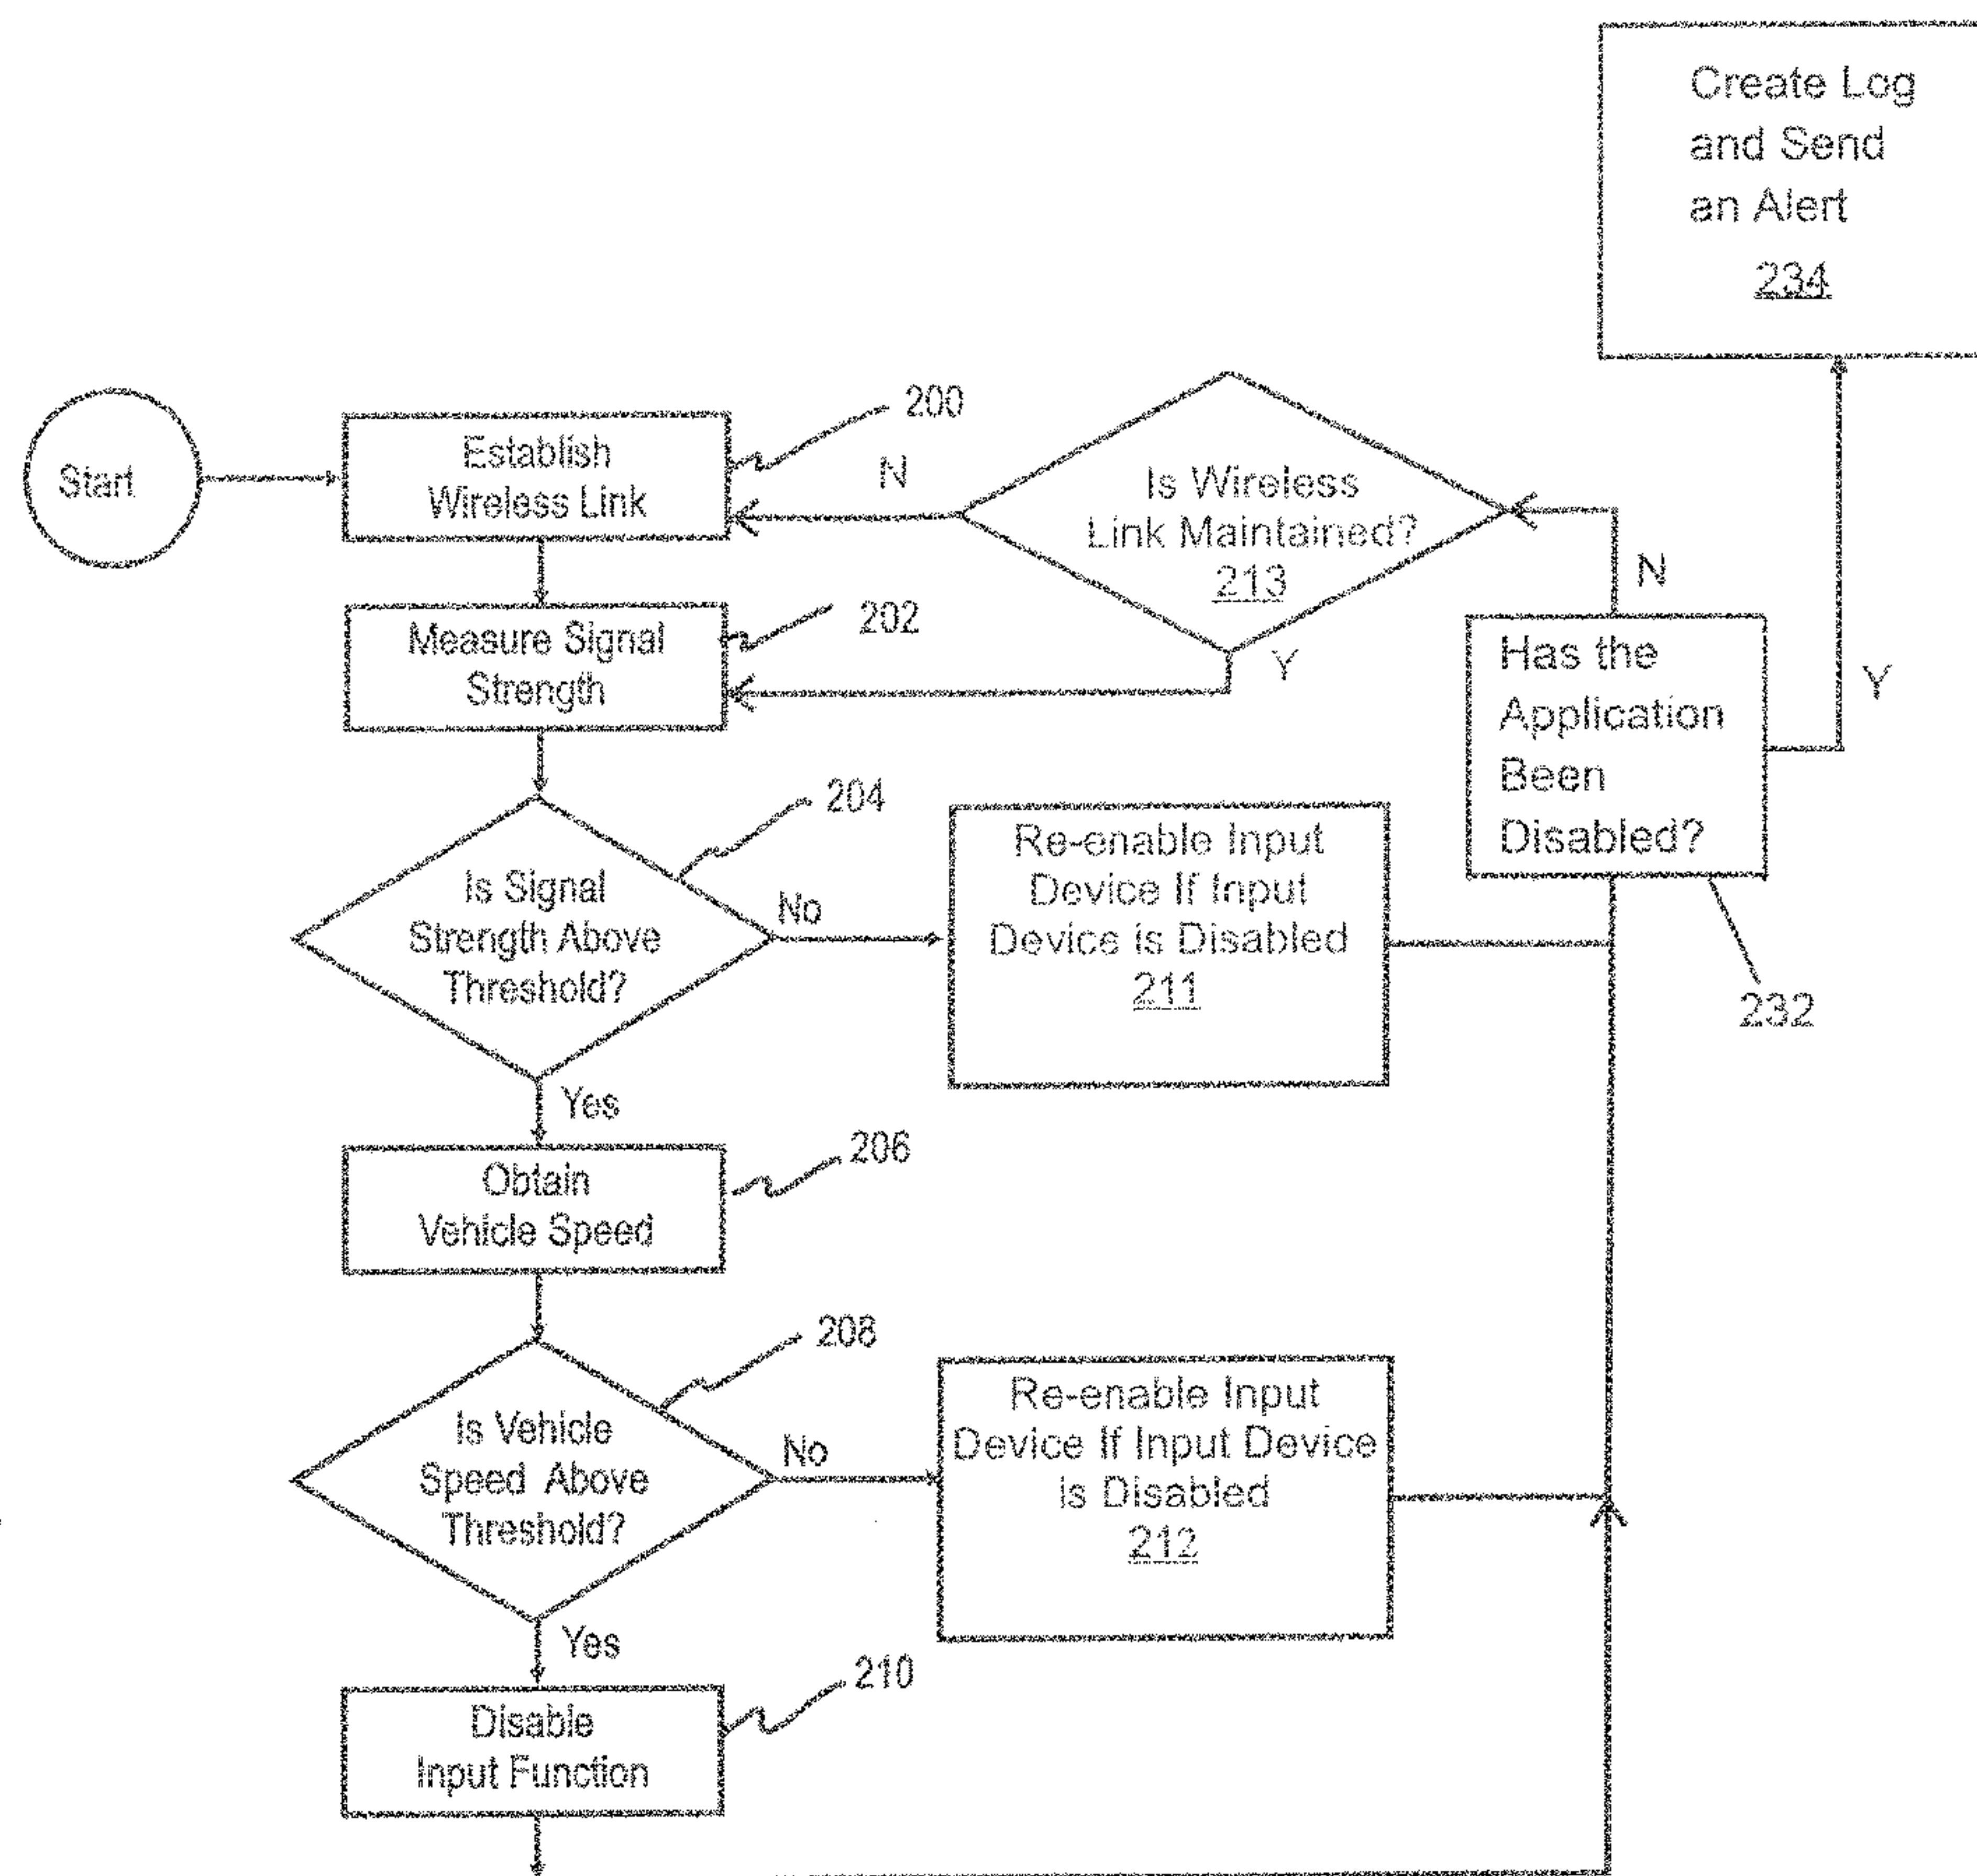 Create Log
and Send
an Alert
234
Start
Establish
Wireless Link
200
N
Is Wireless
Link Maintained?
213
N
Y
Measure Signal
Strength
202
Has the
Application
Been
Disabled?
Y
232
Is Signal
Strength Above
Threshold?
204
No
Re-enable Input
Device If Input
Device is Disabled
211
Yes
Obtain
Vehicle Speed
206
Is Vehicle
Speed Above
Threshold?
208
No
Re-enable Input
Device If Input Device
is Disabled
212
Yes
Disable
Input Function
210